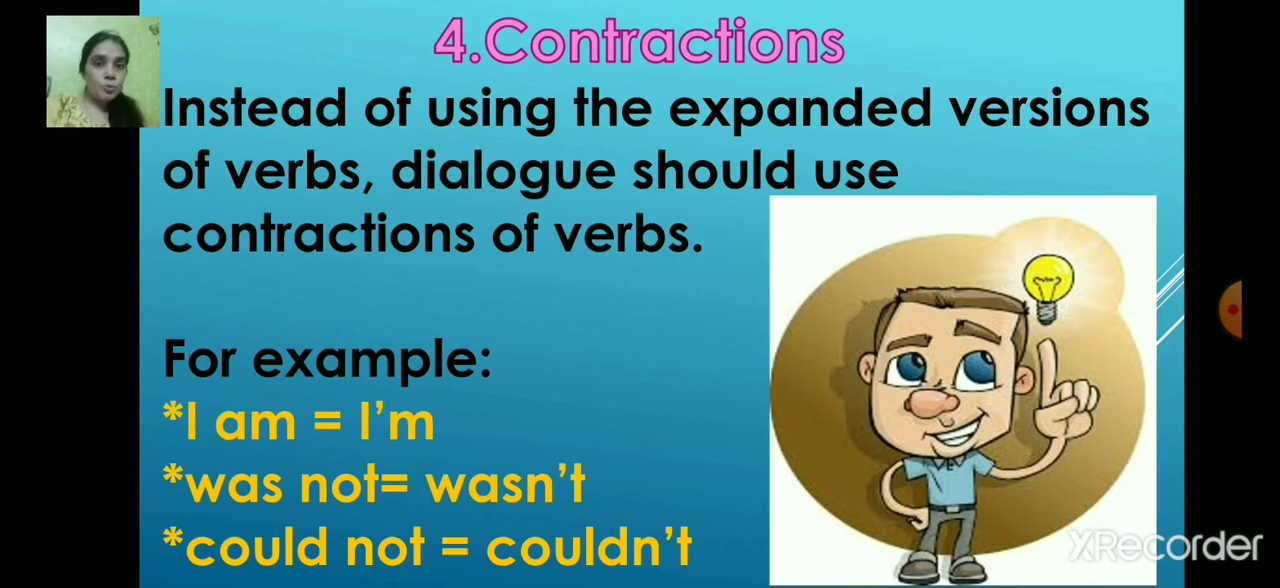 4.Contractions
Instead of using the expanded versions
of verbs, dialogue should use
contractions of verbs.
For example:
*I am = I’m
*was not= wasn’t
*could not = couldn’t
XRecorder